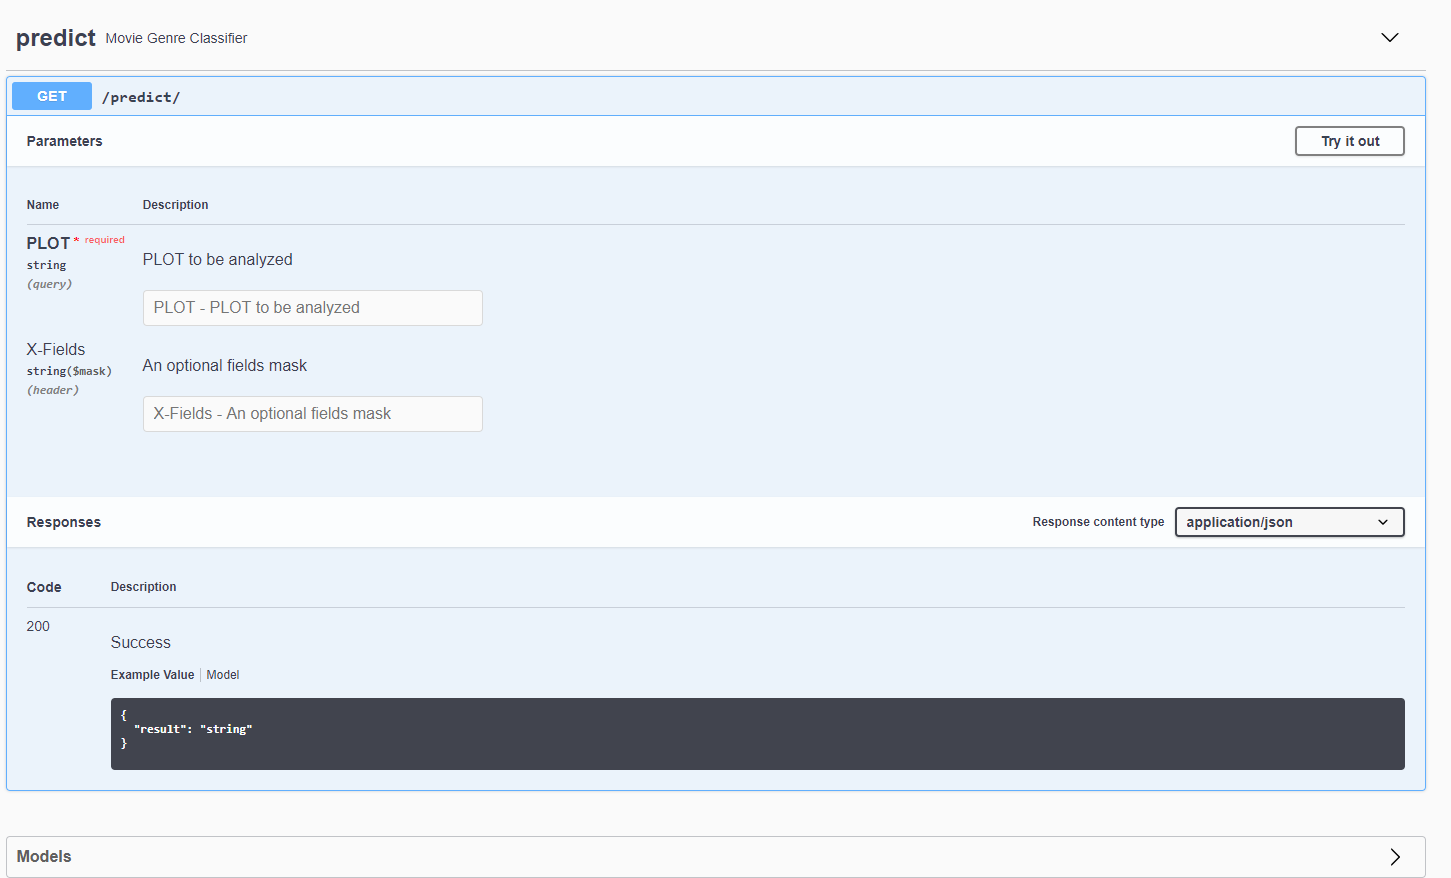 predict Movie Genre Classifier
GET /predict/
Parameters
Try it out
Name Description
PLOT * required
string
(query)
PLOT to be analyzed
PLOT - PLOT to be analyzed
X-Fields
string($mask)
(header)
An optional fields mask
X-Fields - An optional fields mask
Responses
Response content type application/json
Code Description
200
Success
Example Value Model
{
"result": "string"
}
Models